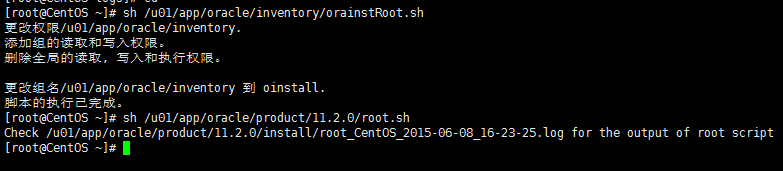 [root@CentOS ~]# sh /u01/app/oracle/inventory/orainstRoot.sh
更改权限/u01/app/oracle/inventory.
添加组的读取和写入权限。
删除全局的读取, 写入和执行权限。
更改组名/u01/app/oracle/inventory 到 oinstall.
脚本的执行已完成。
[root@CentOS ~]# sh /u01/app/oracle/product/11.2.0/root.sh
Check /u01/app/oracle/product/11.2.0/install/root_CentOS_2015-06-08_16-23-25.log for the output of root script
[root@CentOS ~]#